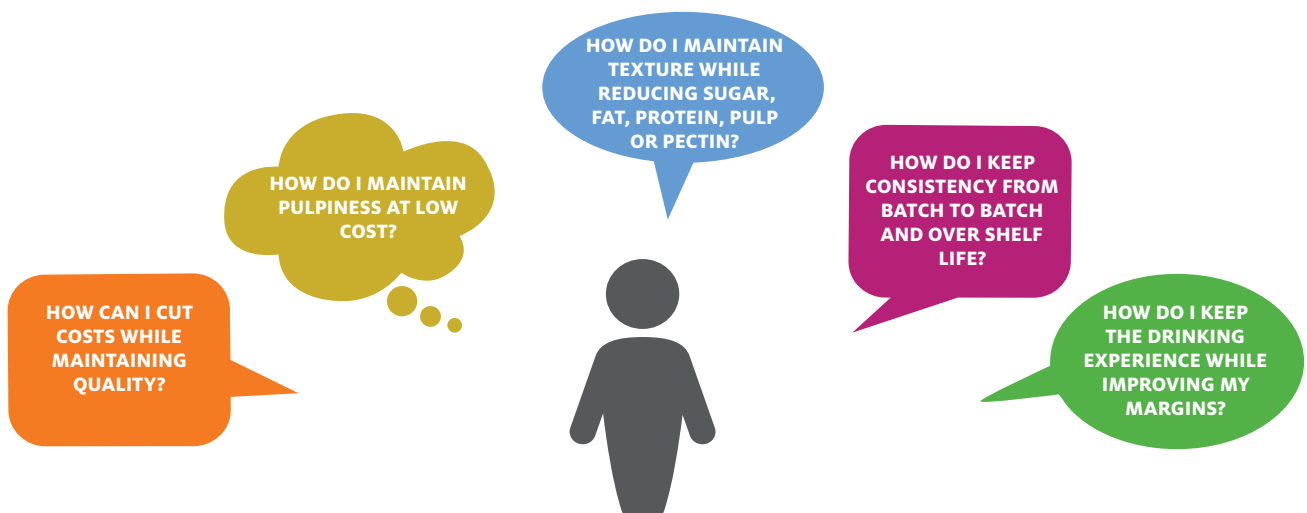 HOW CAN I CUT
COSTS WHILE
MAINTAINING
QUALITY?
HOW DO I MAINTAIN
PULPINESS AT LOW
COST?
HOW DO I MAINTAIN
TEXTURE WHILE
REDUCING SUGAR,
FAT, PROTEIN, PULP
OR PECTIN?
HOW DO I KEEP
CONSISTENCY FROM
BATCH TO BATCH
AND OVER SHELF
LIFE?
HOW DO I KEEP
THE DRINKING
EXPERIENCE WHILE
IMPROVING MY
MARGINS?